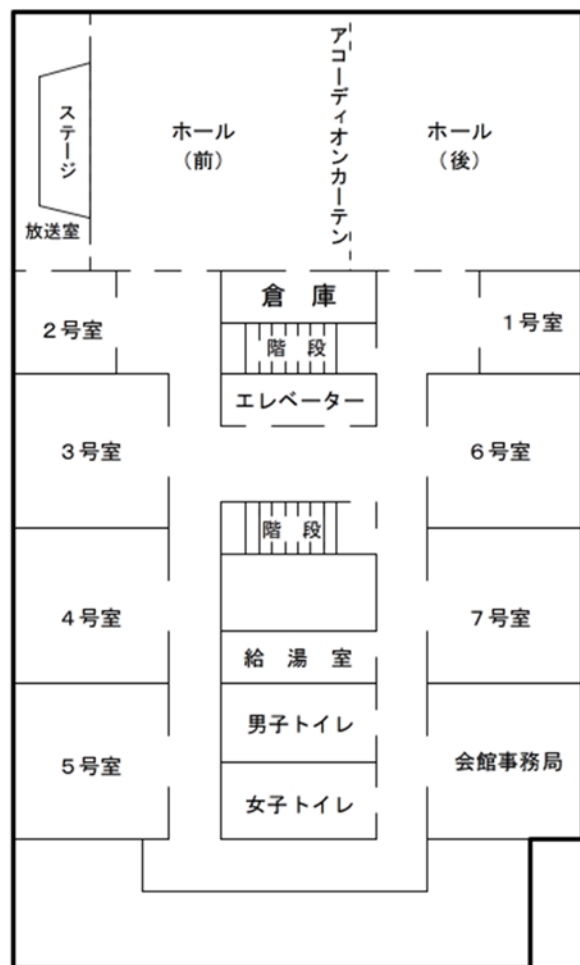 ステージ
ホール
（前）
アコーディオンカーテン
ホール
（後）
放送室
倉　庫
２号室
１号室
階　段
エレベーター
３号室
６号室
階　段
４号室
７号室
給　湯　室
男子トイレ
５号室
会館事務局
女子トイレ